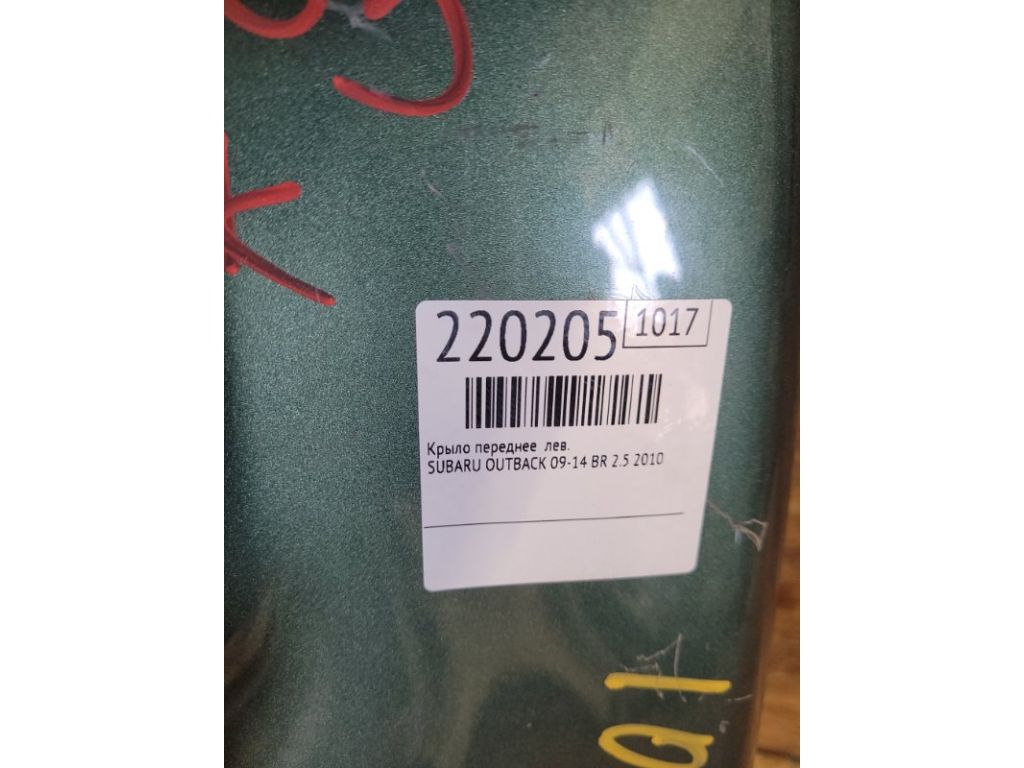 220205
1017
Крыло переднее лев.
SUBARU OUTBACK 09-14 BR 2.5 2010